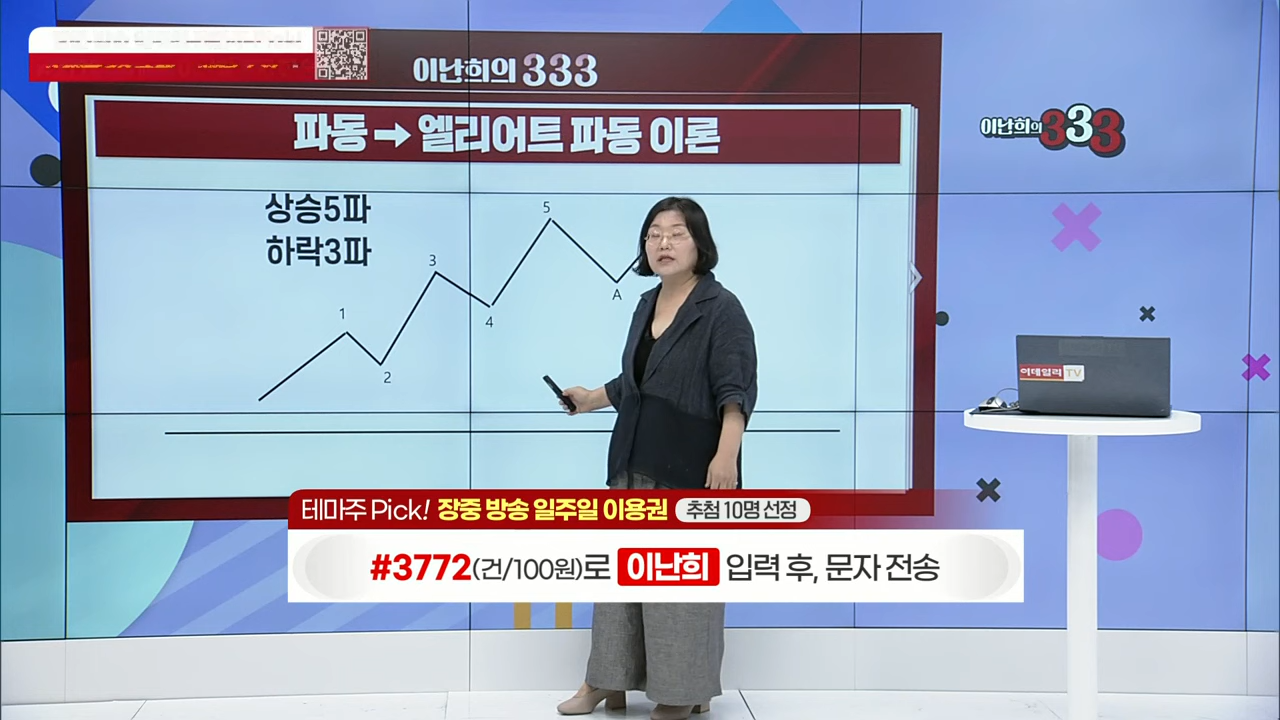 이난희의 333
파동 → 엘리어트 파동 이론
이난희의 333
상승5파
하락3파
1
2
3
4
5
A
이데일리TV
테마주 Pick! 장중 방송 일주일 이용권 추첨 10명 선정
#3772(건/100원)로 이난희 입력 후, 문자 전송